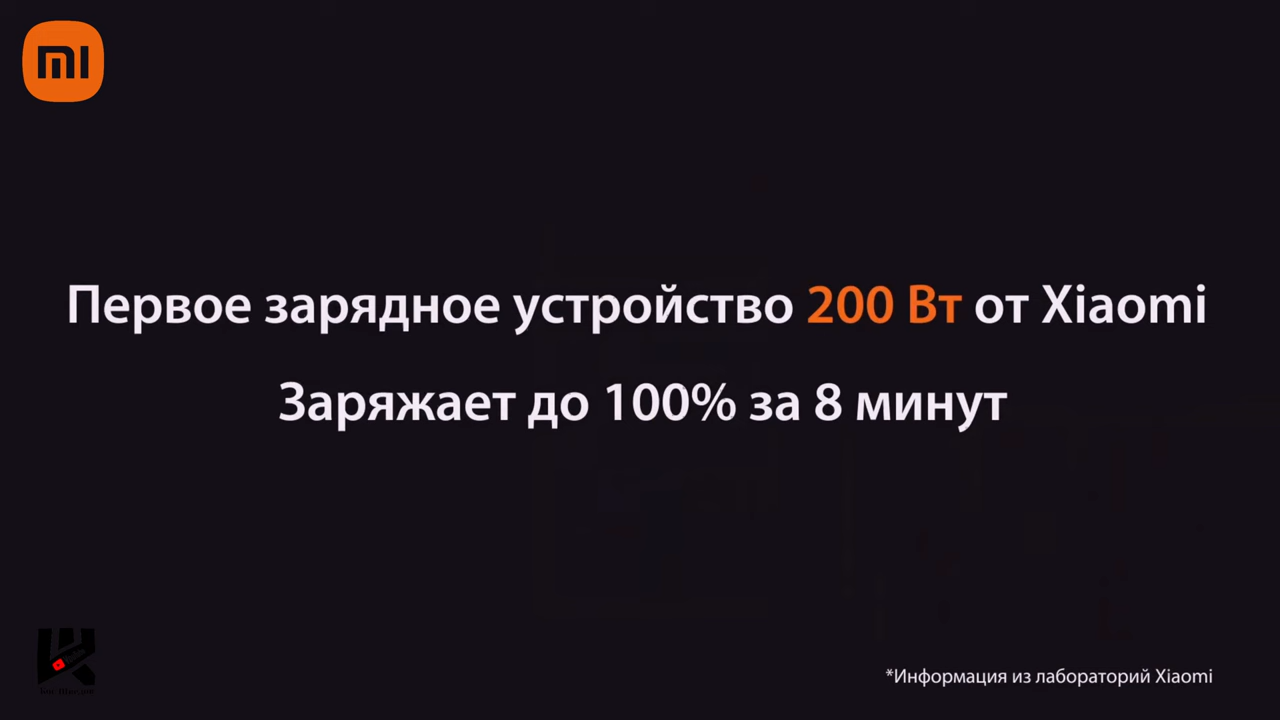 mi
Первое зарядное устройство 200 Вт от Xiaomi
Заряжает до 100% за 8 минут
*Информация из лабораторий Xiaomi